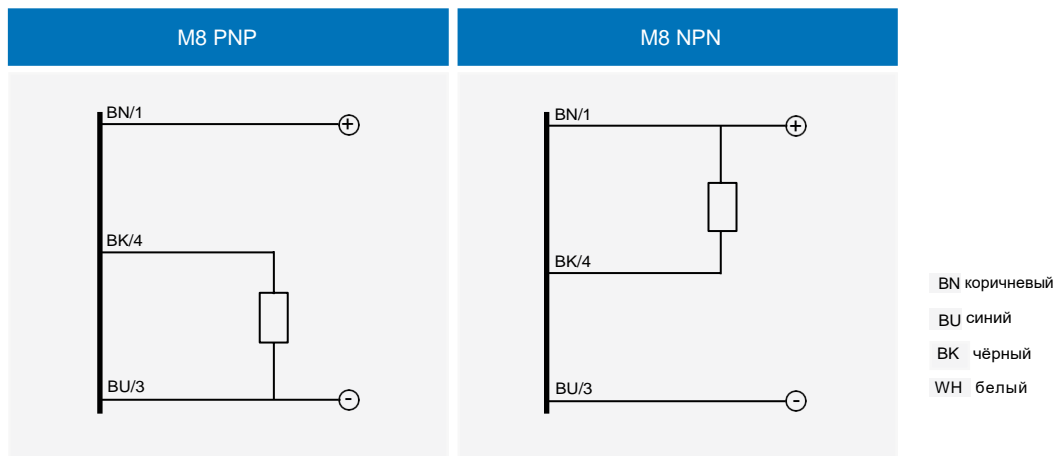 M8 PNP
BN/1
+
BK/4
BU/3
-
M8 NPN
BN/1
+
BK/4
BU/3
-
BN коричневый
BU синий
BK чёрный
WH белый